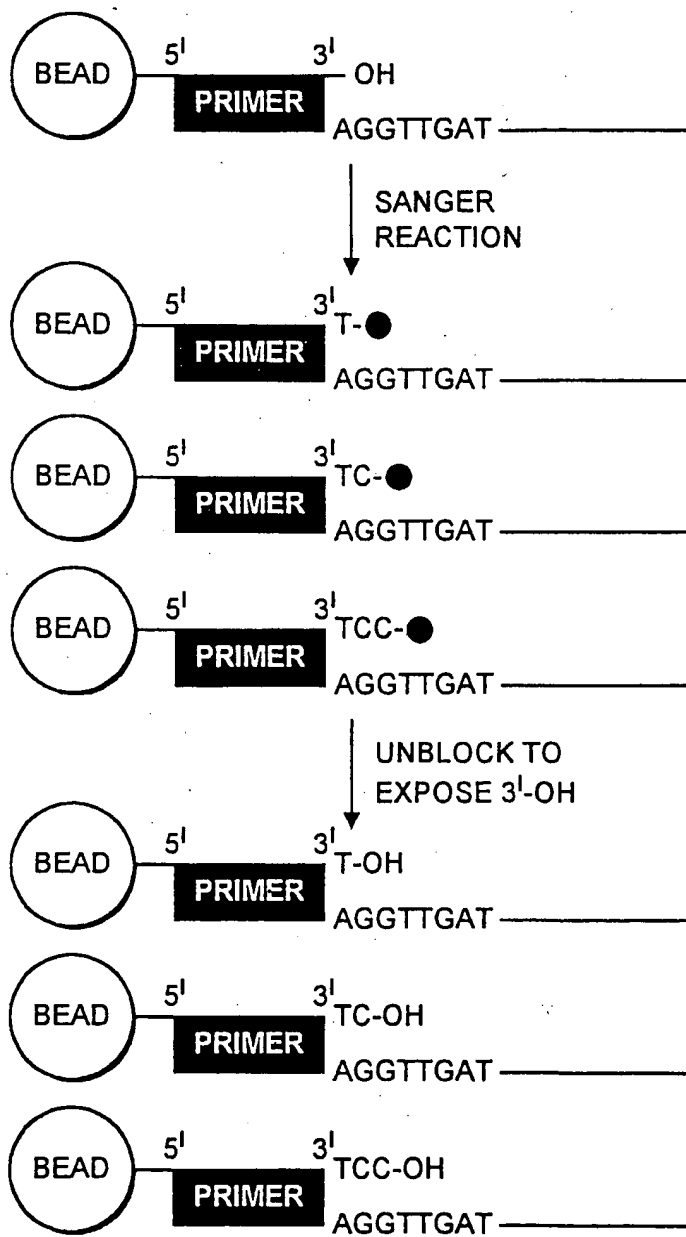 5' 3'
BEAD OH
PRIMER
AGGTTGAT
SANGER
REACTION
5' 3'
BEAD T-
PRIMER
AGGTTGAT
5' 3'
BEAD TC-
PRIMER
AGGTTGAT
5' 3'
BEAD TCC-
PRIMER
AGGTTGAT
UNBLOCK TO
EXPOSE 3'-OH
5' 3'
BEAD T-OH
PRIMER
AGGTTGAT
5' 3'
BEAD TC-OH
PRIMER
AGGTTGAT
5' 3'
BEAD TCC-OH
PRIMER
AGGTTGAT